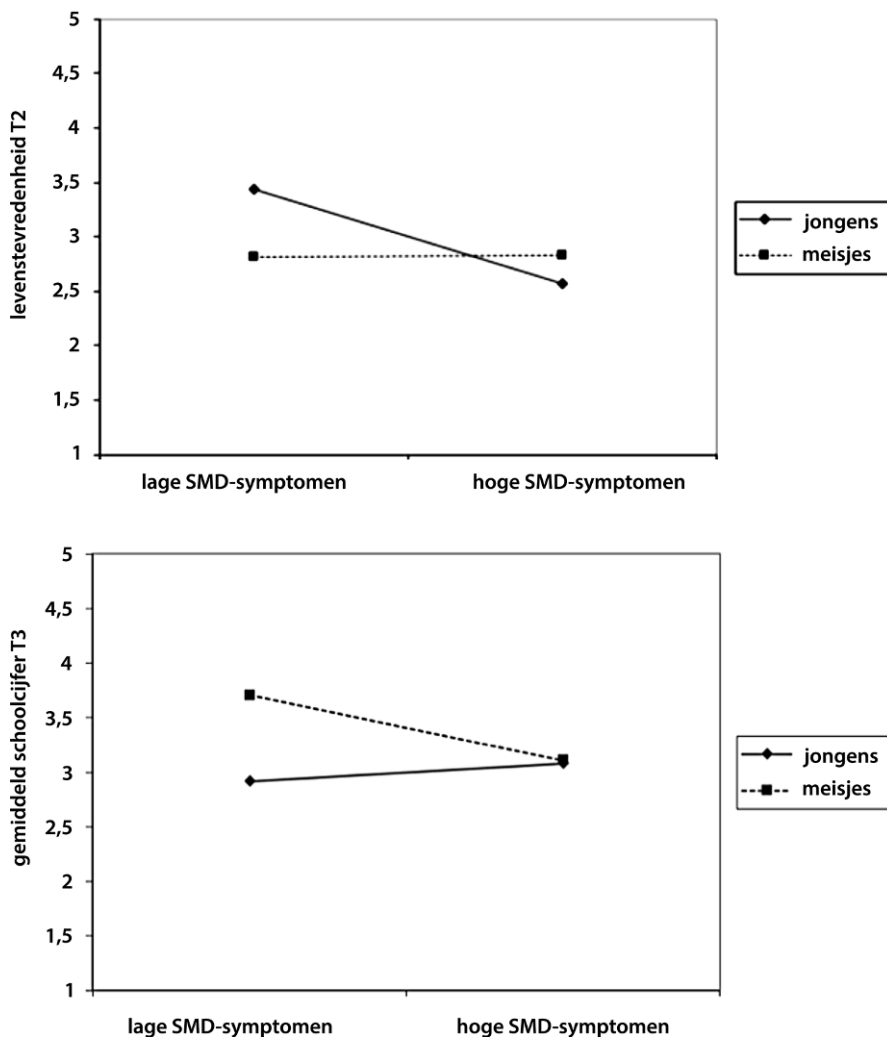 5
4,5
4
3,5
3
2,5
2
1,5
1
levenstevredenheid T2
lage SMD-symptomen
hoge SMD-symptomen
jongens
meisjes
5
4,5
4
3,5
3
2,5
2
1,5
1
gemiddeld schoolcijfer T3
lage SMD-symptomen
hoge SMD-symptomen
jongens
meisjes